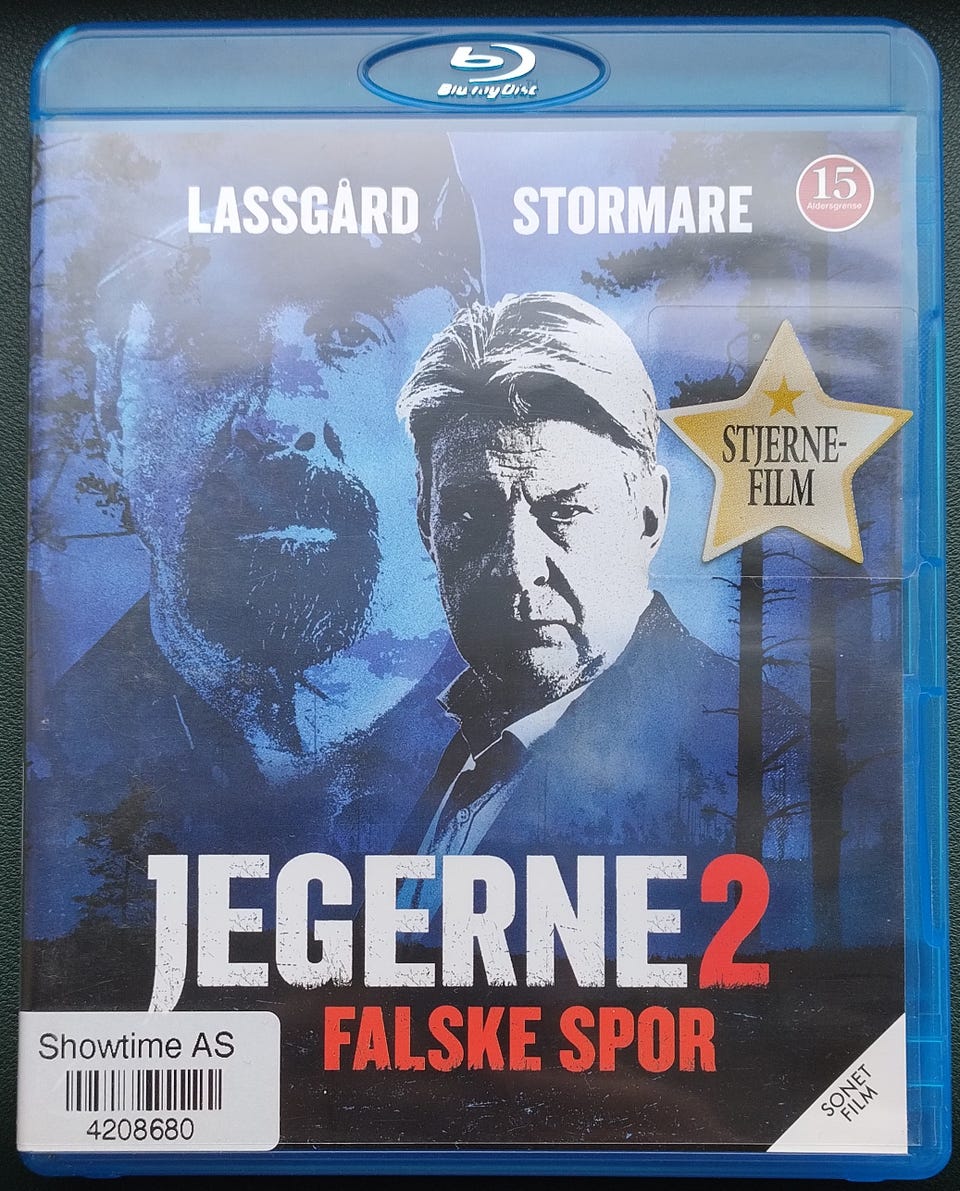 Blu-ray Disc
LASSGÅRD STORMARE
15
Aldersgrense
STJERNE-
FILM
JEGERNE 2
FALSKE SPOR
Showtime AS
4208680
SONET
FILM